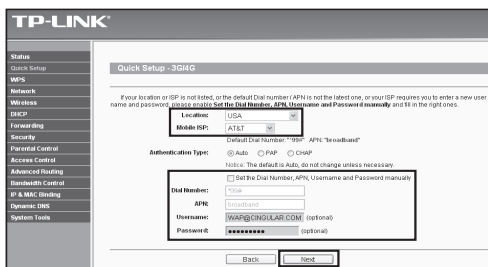 TP-LINK®
Status
Quick Setup
WPS
Network
Wireless
DHCP
Forwarding
Security
Parental Control
Access Control
Advanced Routing
Bandwidth Control
IP & MAC Binding
Dynamic DNS
System Tools
Quick Setup - 3G/4G
If your location or ISP is not listed, or the default Dial number / APN is not the latest one, or your ISP requires you to enter a new user
name and password, please enable Set the Dial Number, APN, Username and Password manually and fill in the right ones.
Location: USA
Mobile ISP: AT&T
Default Dial Number: "*99#" APN: "broadband"
Authentication Type: Auto PAP CHAP
Notice: The default is Auto, do not change unless necessary.
Set the Dial Number, APN, Username and Password manually
Dial Number: *99#
APN: broadband
Username: WAP@CINGULAR.COM (optional)
Password: ●●●●●●●●● (optional)
Back Next